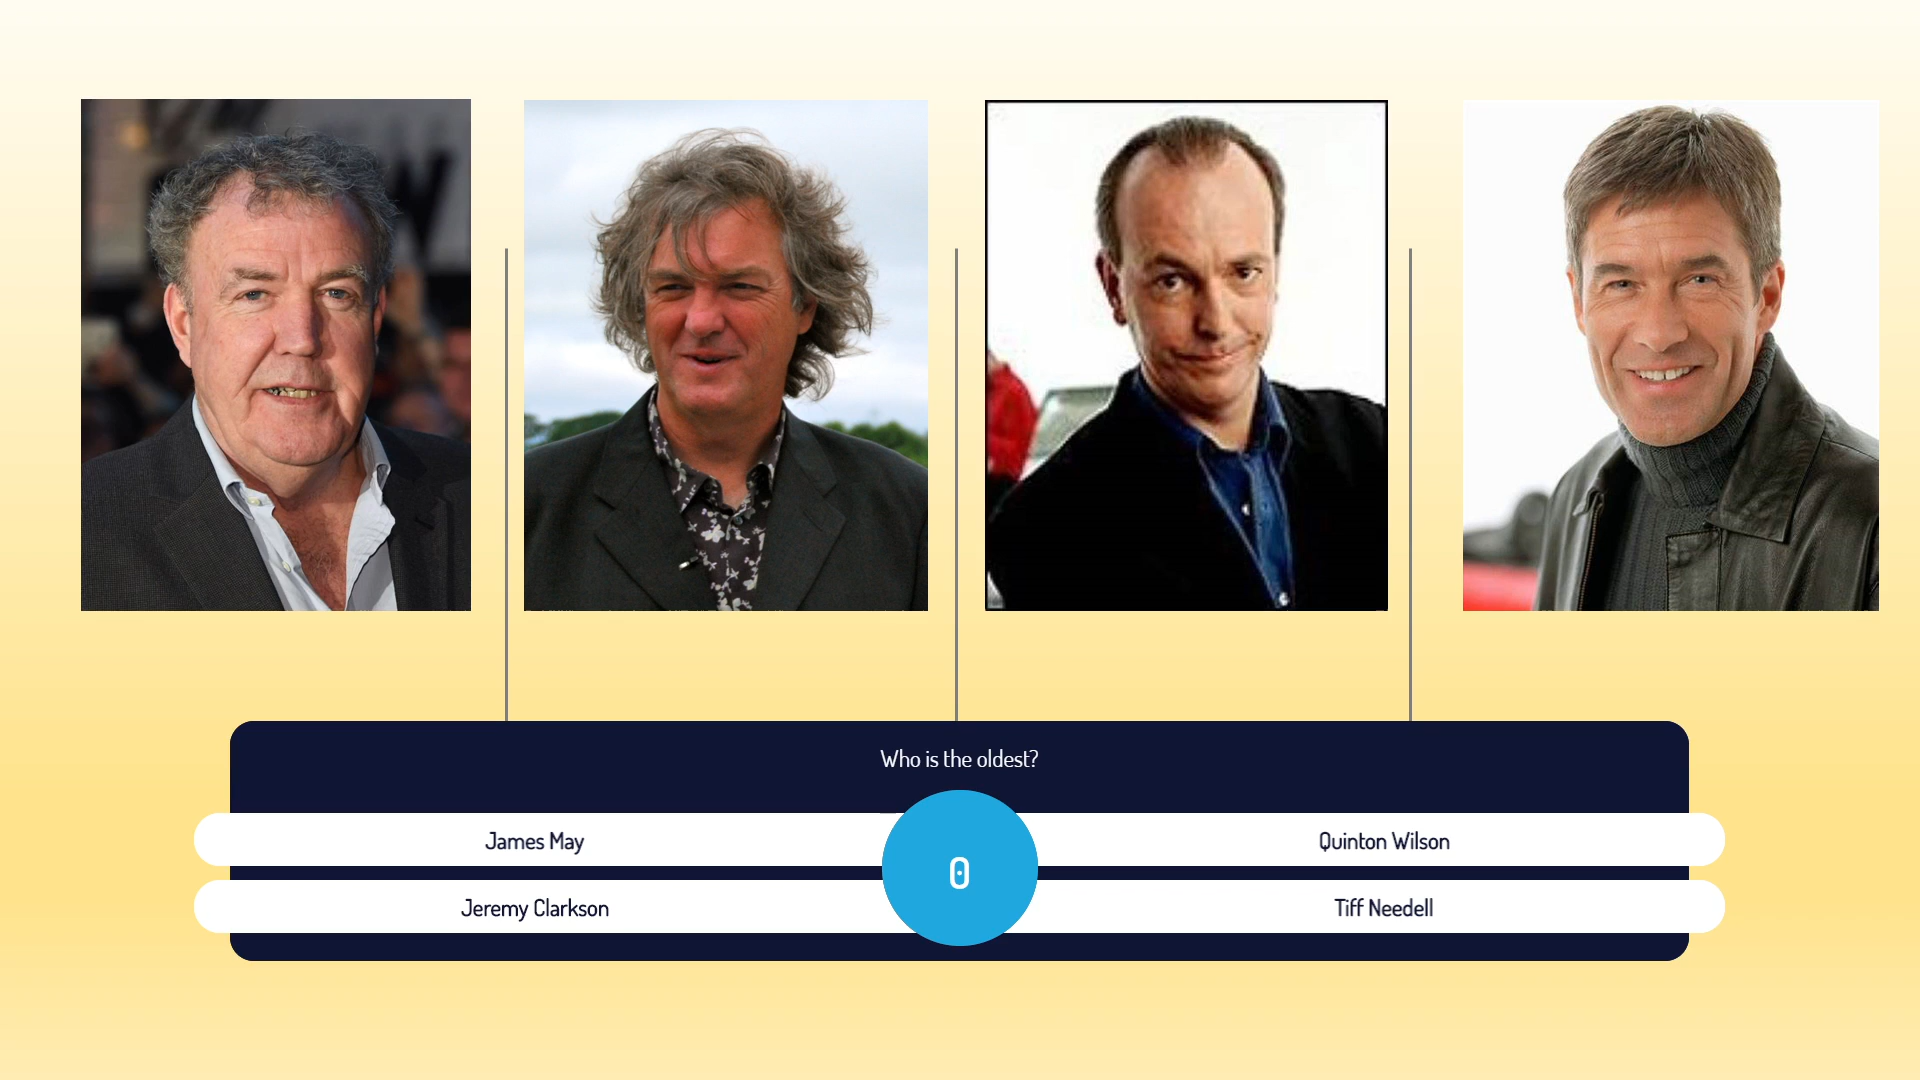 Who is the oldest?
James May
Quinton Wilson
0
Jeremy Clarkson
Tiff Needell